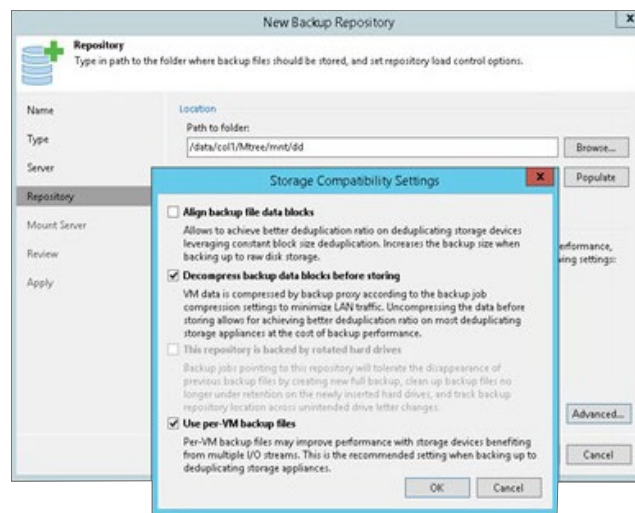 New Backup Repository
x
Repository
Type in path to the folder where backup files should be stored, and set repository load control options.
Name
Type
Server
Repository
Mount Server
Review
Apply
Location
Path to folder:
/data/col1/Mtree/mnt/dd
Browse...
Populate
Storage Compatibility Settings
x
Align backup file data blocks
Allows to achieve better deduplication ratio on deduplicating storage devices
leveraging constant block size deduplication. Increases the backup size when
backing up to raw disk storage.
Decompress backup data blocks before storing
VM data is compressed by backup proxy according to the backup job
compression settings to minimize LAN traffic. Uncompressing the data before
storing allows for achieving better deduplication ratio on most deduplicating
storage appliances at the cost of backup performance.
This repository is backed by rotated hard drives
Backup jobs pointing to this repository will tolerate the disappearance of
previous backup files by creating new full backup, clean up backup files no
longer under retention on the newly inserted hard drives, and track backup
repository location across unintended drive letter changes.
Use per-VM backup files
Per-VM backup files may improve performance with storage devices benefiting
from multiple I/O streams. This is the recommended setting when backing up to
deduplicating storage appliances.
OK
Cancel
settings:
Advanced...
Cancel